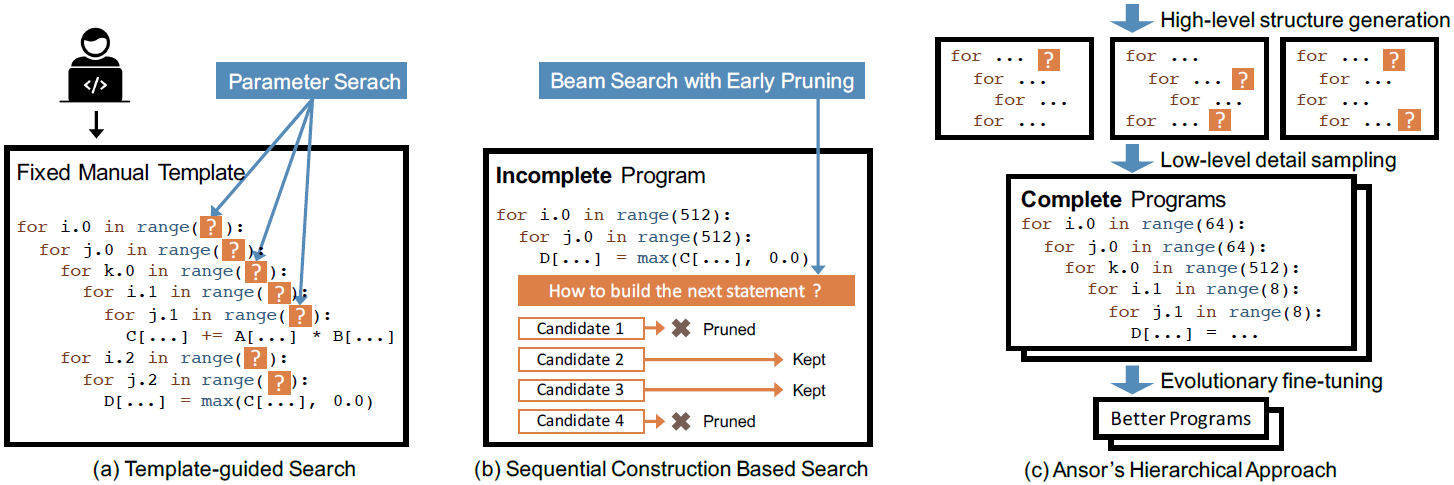 </>
Parameter Serach
Fixed Manual Template
for i.0 in range( ? ):
for j.0 in range( ? ):
for k.0 in range( ? ):
for i.1 in range( ? ):
for j.1 in range( ? ):
C[...] += A[...] * B[...]
for i.2 in range( ? ):
for j.2 in range( ? ):
D[...] = max(C[...], 0.0)
(a) Template-guided Search
Beam Search with Early Pruning
Incomplete Program
for i.0 in range(512):
for j.0 in range(512):
D[...] = max(C[...], 0.0)
How to build the next statement ?
Candidate 1 Pruned
Candidate 2 Kept
Candidate 3 Kept
Candidate 4 Pruned
(b) Sequential Construction Based Search
High-level structure generation
for ... ?
for ...
for ...
for ...
for ...
for ... ?
for ...
for ... ?
for ... ?
for ...
for ...
for ... ?
Low-level detail sampling
Complete Programs
for i.0 in range(64):
for j.0 in range(64):
for k.0 in range(512):
for i.1 in range(8):
for j.1 in range(8):
D[...] = ...
Evolutionary fine-tuning
Better Programs
(c) Ansor's Hierarchical Approach